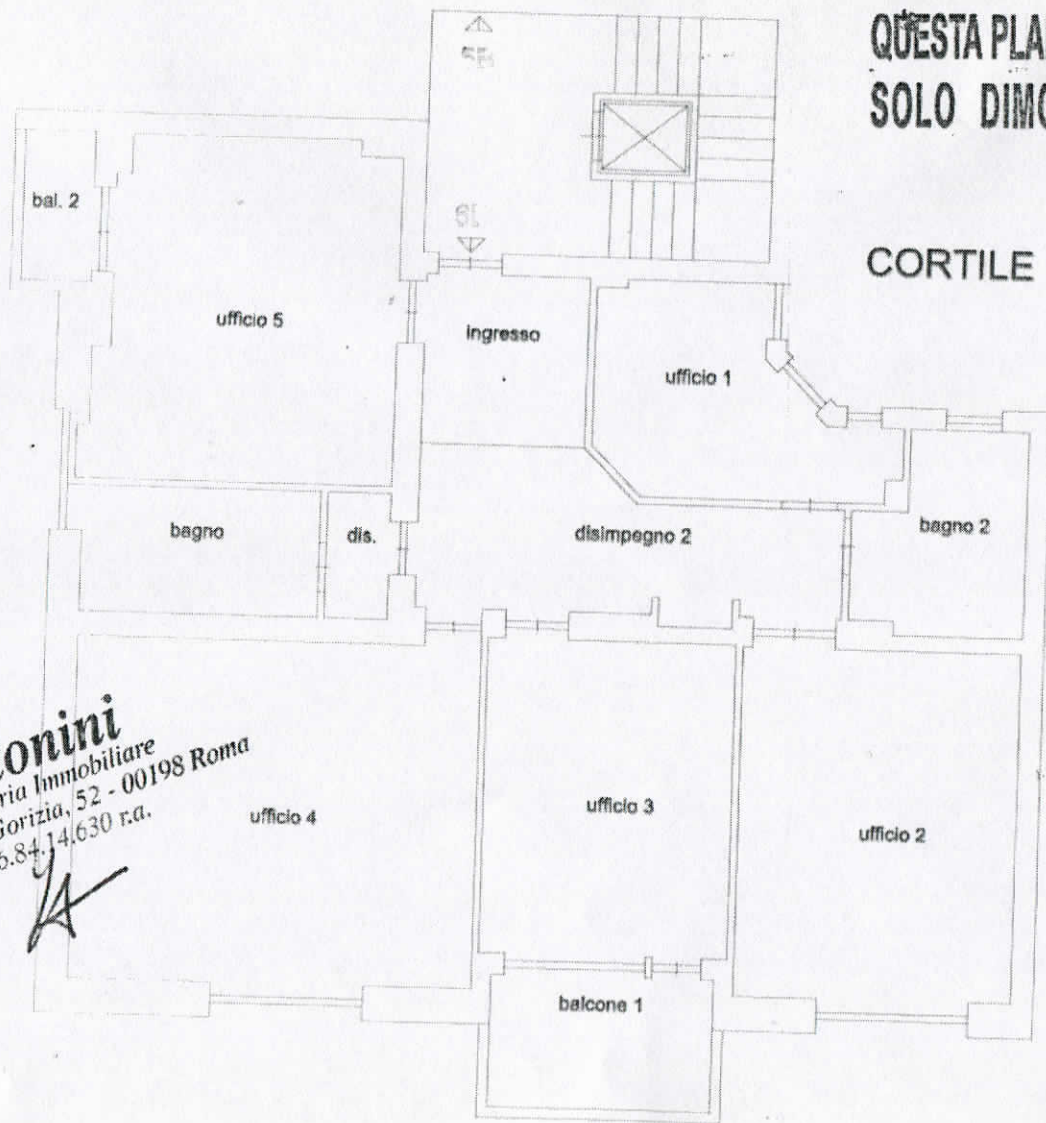 QUESTA PLA
SOLO DIMO
CORTILE
bal. 2
ufficio 5
ingresso
ufficio 1
bagno
dis.
disimpegno 2
bagno 2
onini
ria Immobiliare
Gorizia, 52 - 00198 Roma
6.84.14.630 r.a.
ufficio 4
ufficio 3
ufficio 2
balcone 1